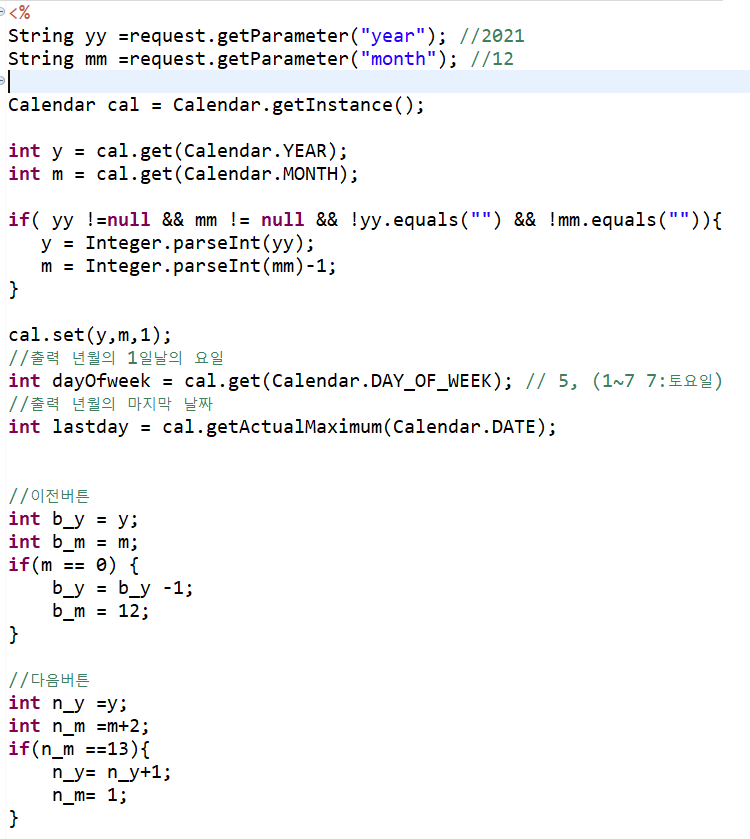 <%
String yy =request.getParameter("year"); //2021
String mm =request.getParameter("month"); //12
Calendar cal = Calendar.getInstance();
int y = cal.get(Calendar.YEAR);
int m = cal.get(Calendar.MONTH);
if( yy !=null && mm != null && !yy.equals("") && !mm.equals("")){
   y = Integer.parseInt(yy);
   m = Integer.parseInt(mm)-1;
}
cal.set(y,m,1);
//출력 년월의 1일날의 요일
int dayOfweek = cal.get(Calendar.DAY_OF_WEEK); // 5, (1~7 7:토요일)
//출력 년월의 마지막 날짜
int lastday = cal.getActualMaximum(Calendar.DATE);
//이전버튼
int b_y = y;
int b_m = m;
if(m == 0) {
    b_y = b_y -1;
    b_m = 12;
}
//다음버튼
int n_y =y;
int n_m =m+2;
if(n_m ==13){
    n_y= n_y+1;
    n_m= 1;
}